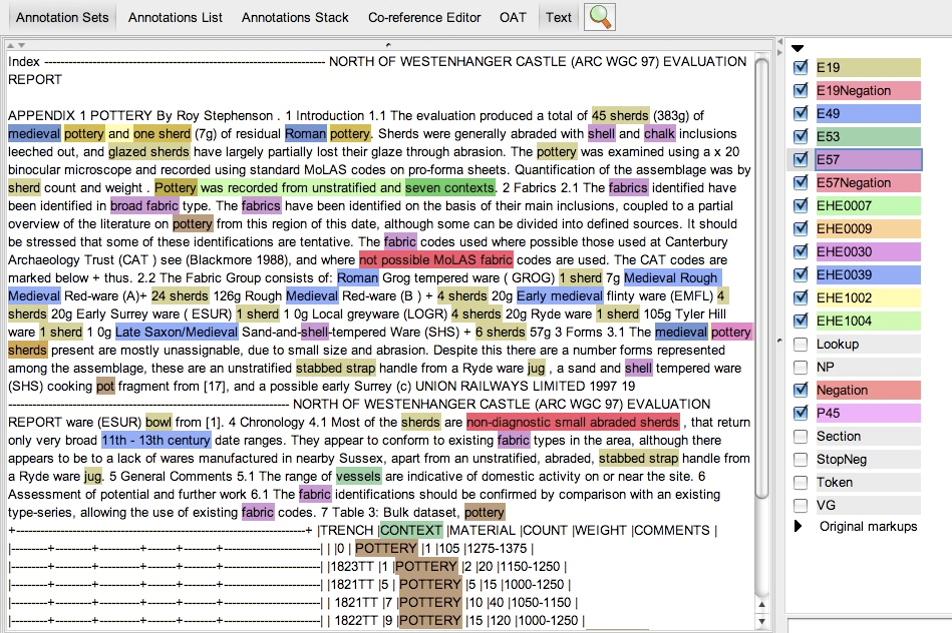 Annotation Sets Annotations List Annotations Stack Co-reference Editor OAT Text
Index ------------------------------------------------------- NORTH OF WESTENHANGER CASTLE (ARC WGC 97) EVALUATION
REPORT
APPENDIX 1 POTTERY By Roy Stephenson . 1 Introduction 1.1 The evaluation produced a total of 45 sherds (383g) of
medieval pottery and one sherd (7g) of residual Roman pottery. Sherds were generally abraded with shell and chalk inclusions
leeched out, and glazed sherds have largely partially lost their glaze through abrasion. The pottery was examined using a x 20
binocular microscope and recorded using standard MoLAS codes on pro-forma sheets. Quantification of the assemblage was by
sherd count and weight . Pottery was recorded from unstratified and seven contexts. 2 Fabrics 2.1 The fabrics identified have
been identified in broad fabric type. The fabrics have been identified on the basis of their main inclusions, coupled to a partial
overview of the literature on pottery from this region of this date, although some can be divided into defined sources. It should
be stressed that some of these identifications are tentative. The fabric codes used where possible those used at Canterbury
Archaeology Trust (CAT ) see (Blackmore 1988), and where not possible MoLAS fabric codes are used. The CAT codes are
marked below + thus. 2.2 The Fabric Group consists of: Roman Grog tempered ware ( GROG) 1 sherd 7g Medieval Rough
Medieval Red-ware (A)+ 24 sherds 126g Rough Medieval Red-ware (B ) + 4 sherds 20g Early medieval flinty ware (EMFL) 4
sherds 20g Early Surrey ware ( ESUR) 1 sherd 1 0g Local greyware (LOGR) 4 sherds 20g Ryde ware 1 sherd 105g Tyler Hill
ware 1 sherd 1 0g Late Saxon/Medieval Sand-and-shell-tempered Ware (SHS) + 6 sherds 57g 3 Forms 3.1 The medieval pottery
sherds present are mostly unassignable, due to small size and abrasion. Despite this there are a number forms represented
among the assemblage, these are an unstratified stabbed strap handle from a Ryde ware jug , a sand and shell tempered ware
(SHS) cooking pot fragment from [17], and a possible early Surrey (c) UNION RAILWAYS LIMITED 1997 19
------------------------------------------------------- NORTH OF WESTENHANGER CASTLE (ARC WGC 97) EVALUATION
REPORT ware (ESUR) bowl from [1]. 4 Chronology 4.1 Most of the sherds are non-diagnostic small abraded sherds , that return
only very broad 11th - 13th century date ranges. They appear to conform to existing fabric types in the area, although there
appears to be to a lack of wares manufactured in nearby Sussex, apart from an unstratified, abraded, stabbed strap handle from
a Ryde ware jug. 5 General Comments 5.1 The range of vessels are indicative of domestic activity on or near the site. 6
Assessment of potential and further work 6.1 The fabric identifications should be confirmed by comparison with an existing
type-series, allowing the use of existing fabric codes. 7 Table 3: Bulk dataset, pottery
+-----------------------------------------------------------+ |TRENCH |CONTEXT |MATERIAL |COUNT |WEIGHT |COMMENTS |
|--------+---------+---------+------+------+--------------------| | |0 | POTTERY |1 |105 |1275-1375 |
|--------+---------+---------+------+------+--------------------| |1823TT |1 |POTTERY |2 |20 |1150-1250 |
|--------+---------+---------+------+------+--------------------| |1821TT |5 | POTTERY |5 |15 |1000-1250 |
|--------+---------+---------+------+------+--------------------| | 1821TT |7 | POTTERY |10 |40 |1050-1150 |
|--------+---------+---------+------+------+--------------------| | 1822TT |9 | POTTERY |15 |120 |1000-1250 |
E19
E19Negation
E49
E53
E57
E57Negation
EHE0007
EHE0009
EHE0030
EHE0039
EHE1002
EHE1004
Lookup
NP
Negation
P45
Section
StopNeg
Token
VG
Original markups